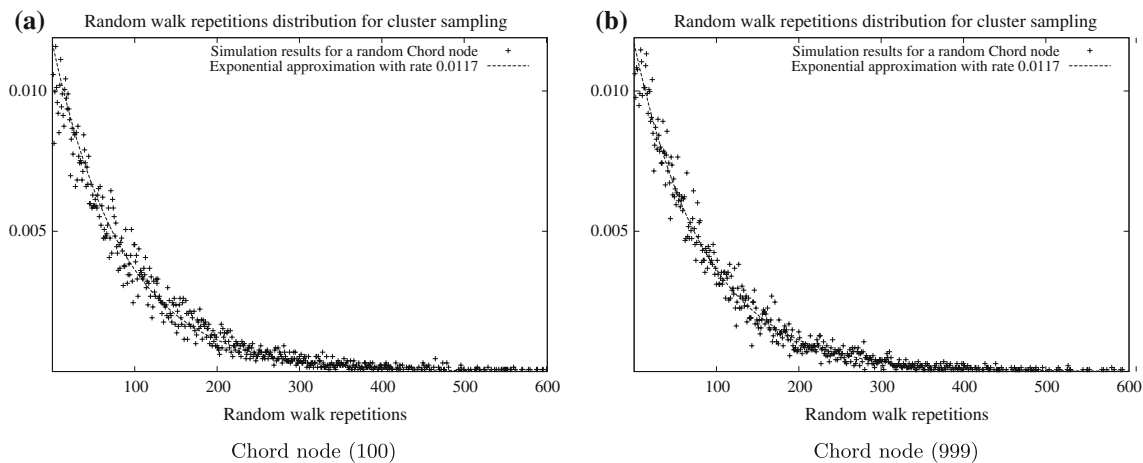 (a)
Random walk repetitions distribution for cluster sampling
Simulation results for a random Chord node
Exponential approximation with rate 0.0117
0.010
0.005
100 200 300 400 500 600
Random walk repetitions
Chord node (100)
(b)
Random walk repetitions distribution for cluster sampling
Simulation results for a random Chord node
Exponential approximation with rate 0.0117
0.010
0.005
100 200 300 400 500 600
Random walk repetitions
Chord node (999)